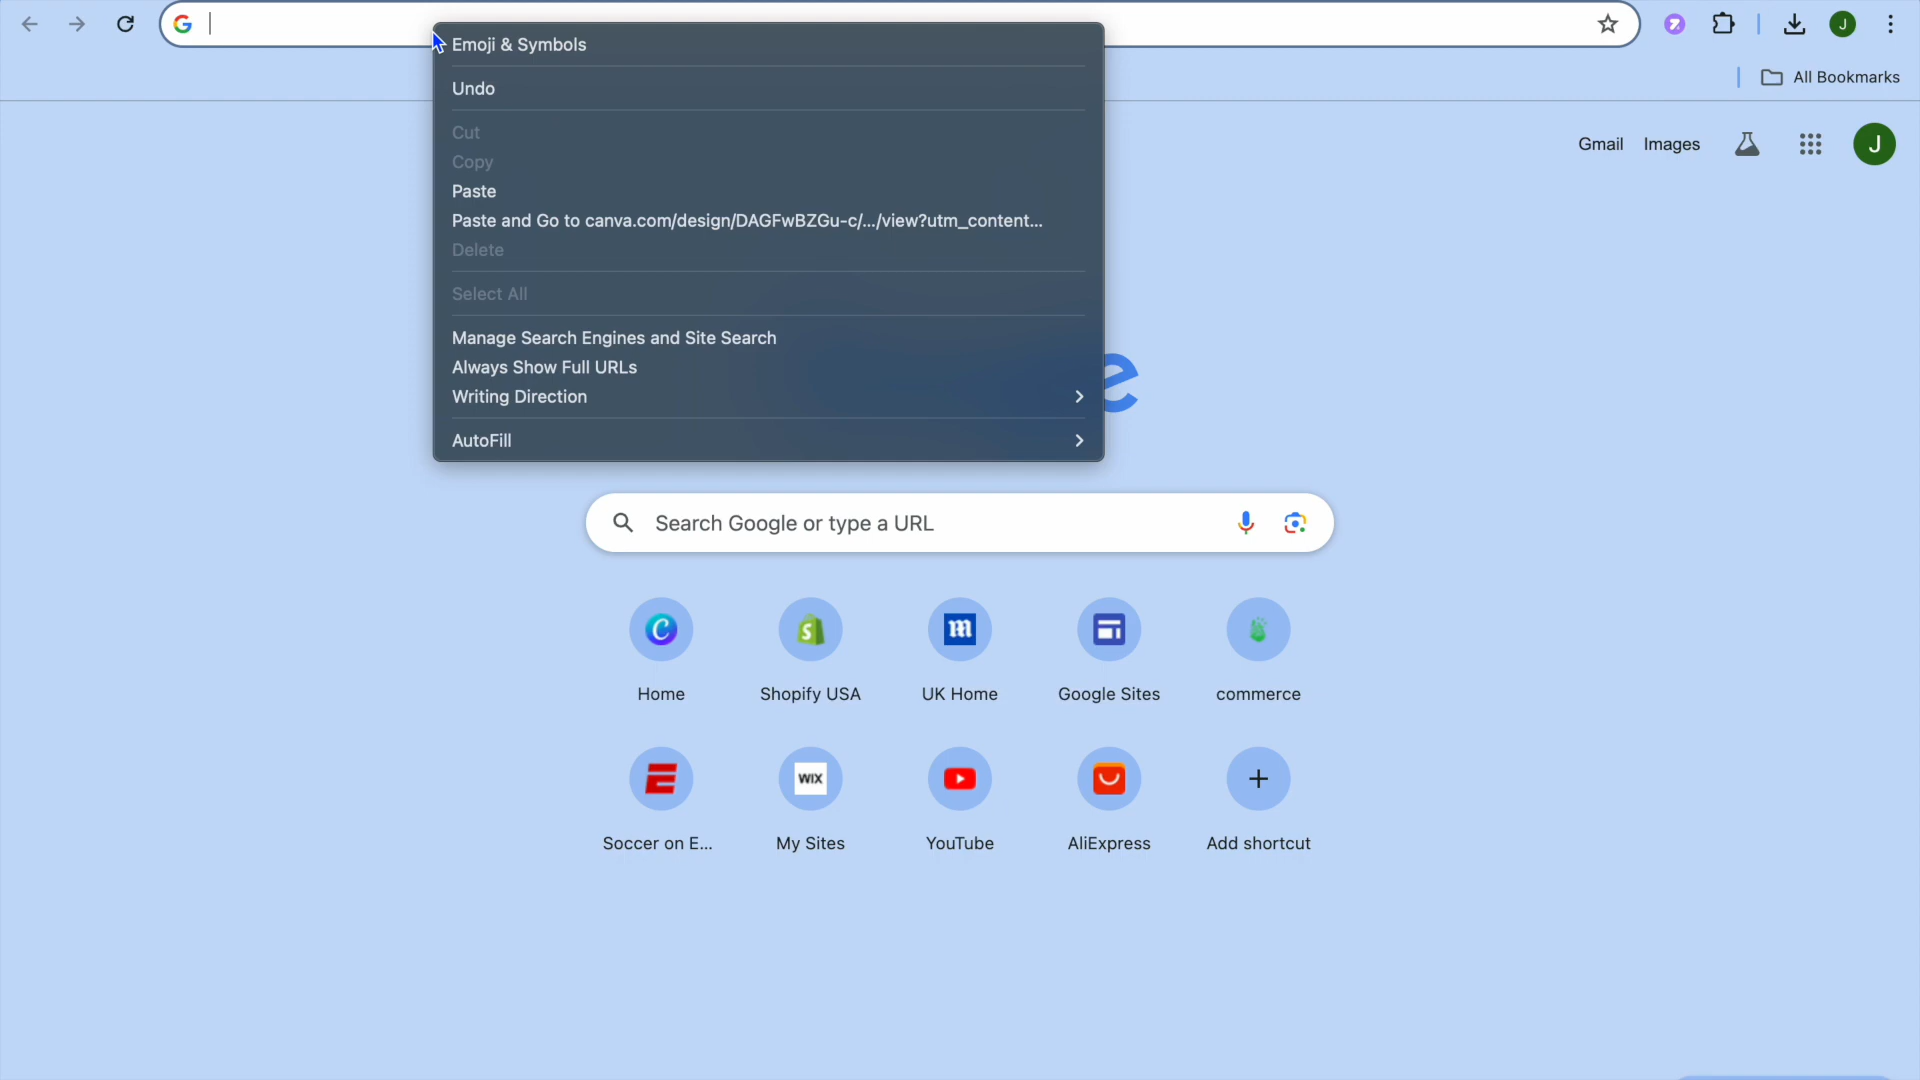 Emoji & Symbols
Undo
Cut
Copy
Paste
Paste and Go to canva.com/design/DAGFwBZGu-c/.../view?utm_content...
Delete
Select All
Manage Search Engines and Site Search
Always Show Full URLs
Writing Direction
AutoFill
All Bookmarks
J
Gmail
Images
J
e
Search Google or type a URL
Home
Shopify USA
UK Home
Google Sites
commerce
WIX
Soccer on E...
My Sites
YouTube
AliExpress
Add shortcut